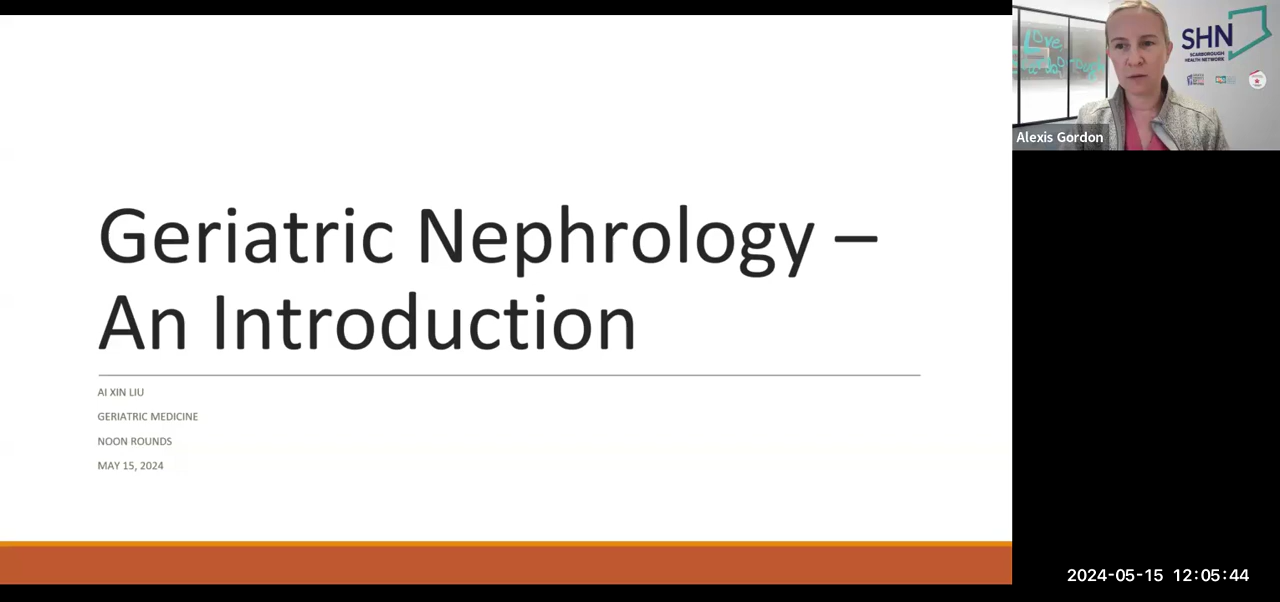 Geriatric Nephrology –
An Introduction
AI XIN LIU
GERIATRIC MEDICINE
NOON ROUNDS
MAY 15, 2024
Love,
SHN
SCARBOROUGH
HEALTH NETWORK
Alexis Gordon
2024-05-15 12:05:44